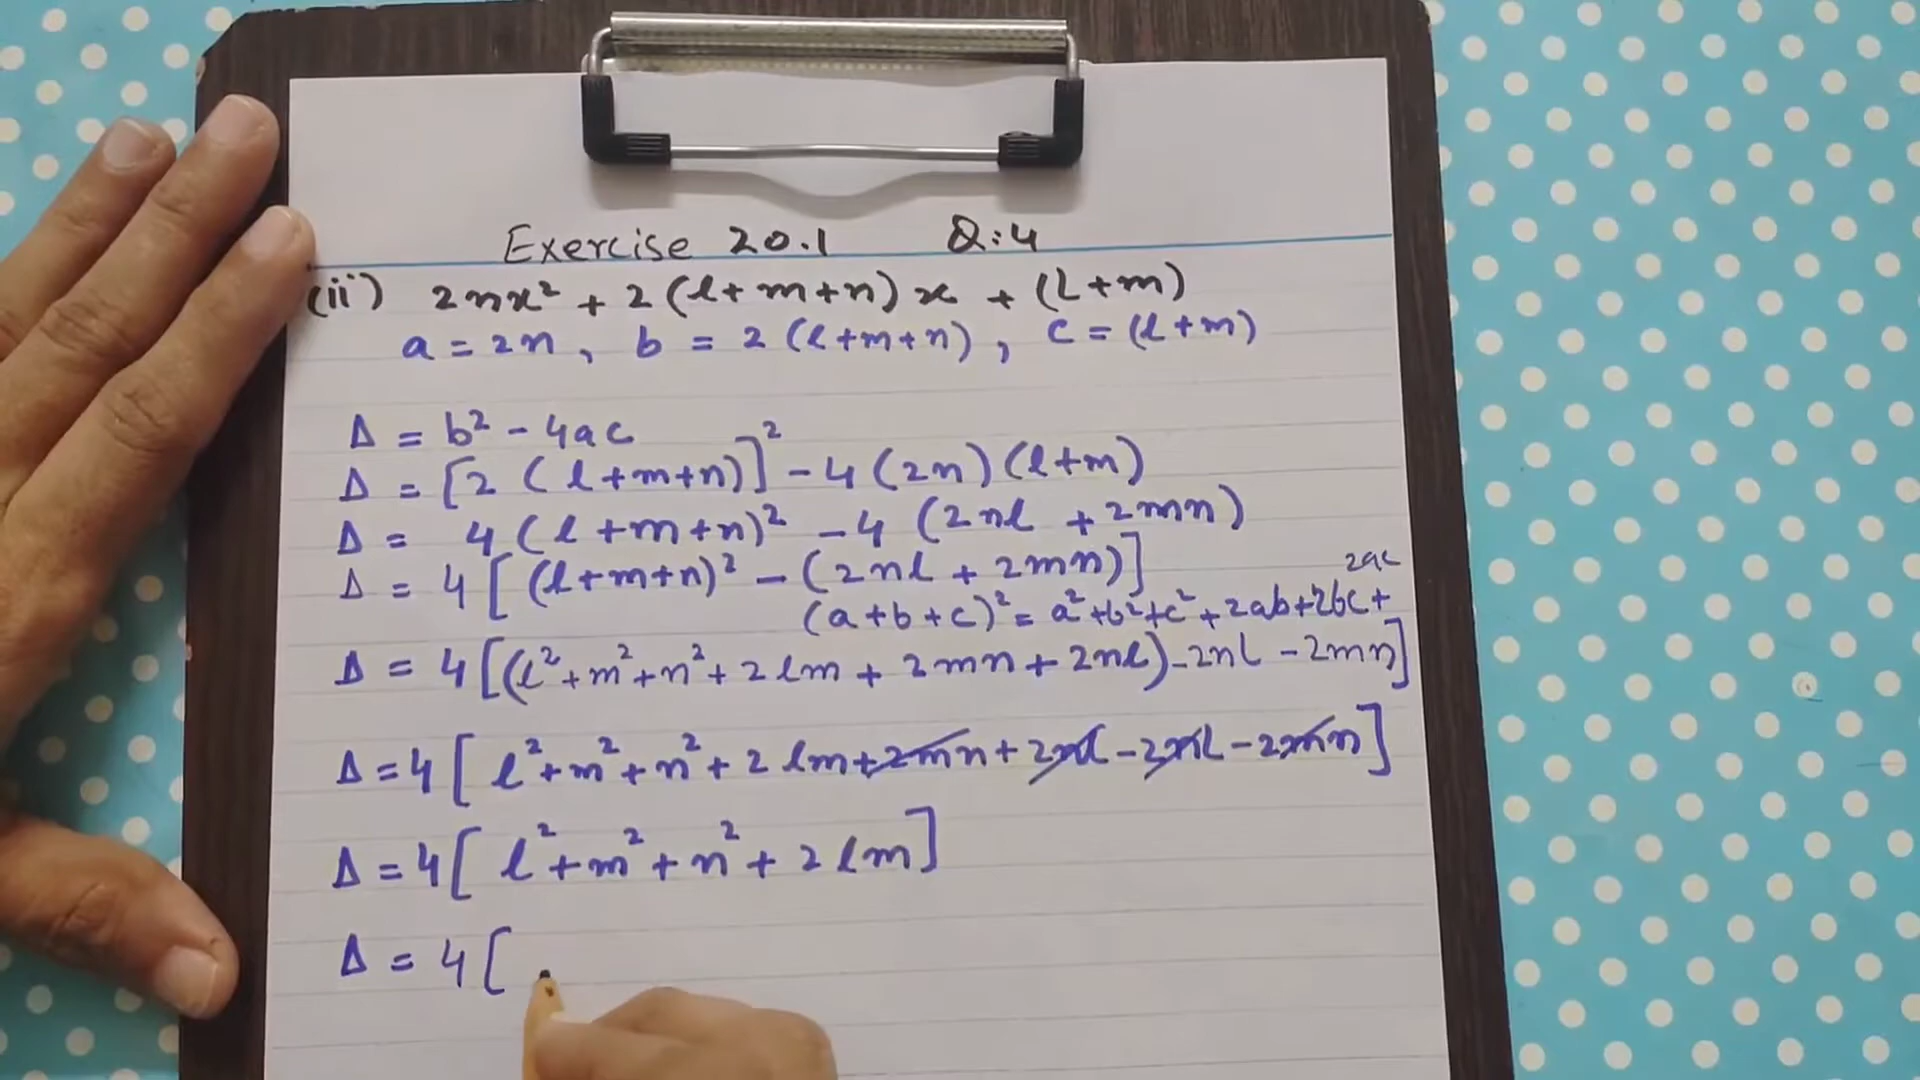 Exercise 20.1 Q:4
(ii) 2nx² + 2(l+m+n)x + (l+m)
a = 2n, b = 2(l+m+n), c = (l+m)
Δ = b² - 4ac
Δ = [2(l+m+n)]² - 4(2n)(l+m)
Δ = 4(l+m+n)² - 4(2nl + 2mn)
Δ = 4[(l+m+n)² - (2nl + 2mn)]
(a+b+c)² = a²+b²+c²+2ab+2bc+2ac
Δ = 4[(l²+m²+n²+2lm+2mn+2nl)-2nl-2mn]
Δ = 4[l²+m²+n²+2lm+2mn+2nl-2nl-2mn]
Δ = 4[l²+m²+n²+2lm]
Δ = 4[